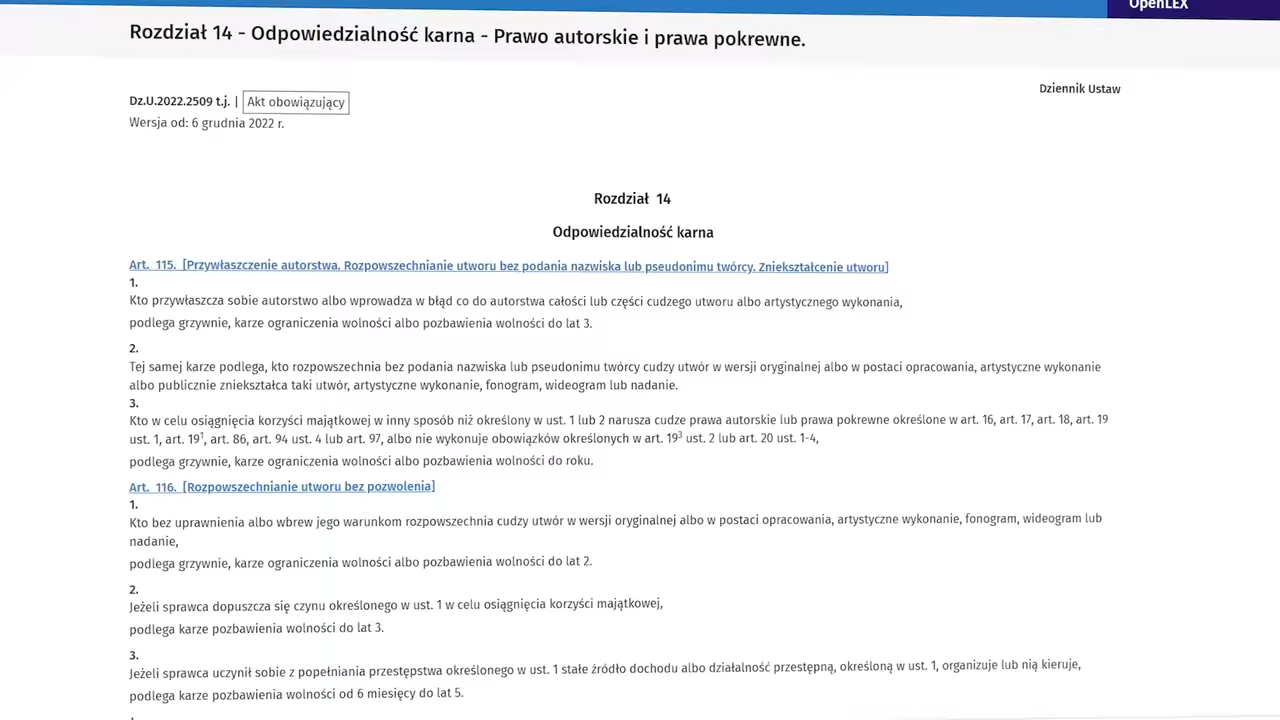 OpenLEX
Rozdział 14 - Odpowiedzialność karna - Prawo autorskie i prawa pokrewne.
Dziennik Ustaw
Dz.U.2022.2509 t.j. | Akt obowiązujący
Wersja od: 6 grudnia 2022 r.
Rozdział 14
Odpowiedzialność karna
Art. 115. [Przywłaszczenie autorstwa. Rozpowszechnianie utworu bez podania nazwiska lub pseudonimu twórcy. Zniekształcenie utworu]
1.
Kto przywłaszcza sobie autorstwo albo wprowadza w błąd co do autorstwa całości lub części cudzego utworu albo artystycznego wykonania,
podlega grzywnie, karze ograniczenia wolności albo pozbawienia wolności do lat 3.
2.
Tej samej karze podlega, kto rozpowszechnia bez podania nazwiska lub pseudonimu twórcy cudzy utwór w wersji oryginalnej albo w postaci opracowania, artystyczne wykonanie
albo publicznie zniekształca taki utwór, artystyczne wykonanie, fonogram, wideogram lub nadanie.
3.
Kto w celu osiągnięcia korzyści majątkowej w inny sposób niż określony w ust. 1 lub 2 narusza cudze prawa autorskie lub prawa pokrewne określone w art. 16, art. 17, art. 18, art. 19
ust. 1, art. 19¹, art. 86, art. 94 ust. 4 lub art. 97, albo nie wykonuje obowiązków określonych w art. 19³ ust. 2 lub art. 20 ust. 1-4,
podlega grzywnie, karze ograniczenia wolności albo pozbawienia wolności do roku.
Art. 116. [Rozpowszechnianie utworu bez pozwolenia]
1.
Kto bez uprawnienia albo wbrew jego warunkom rozpowszechnia cudzy utwór w wersji oryginalnej albo w postaci opracowania, artystyczne wykonanie, fonogram, wideogram lub
nadanie,
podlega grzywnie, karze ograniczenia wolności albo pozbawienia wolności do lat 2.
2.
Jeżeli sprawca dopuszcza się czynu określonego w ust. 1 w celu osiągnięcia korzyści majątkowej,
podlega karze pozbawienia wolności do lat 3.
3.
Jeżeli sprawca uczynił sobie z popełniania przestępstwa określonego w ust. 1 stałe źródło dochodu albo działalność przestępną, określoną w ust. 1, organizuje lub nią kieruje,
podlega karze pozbawienia wolności od 6 miesięcy do lat 5.